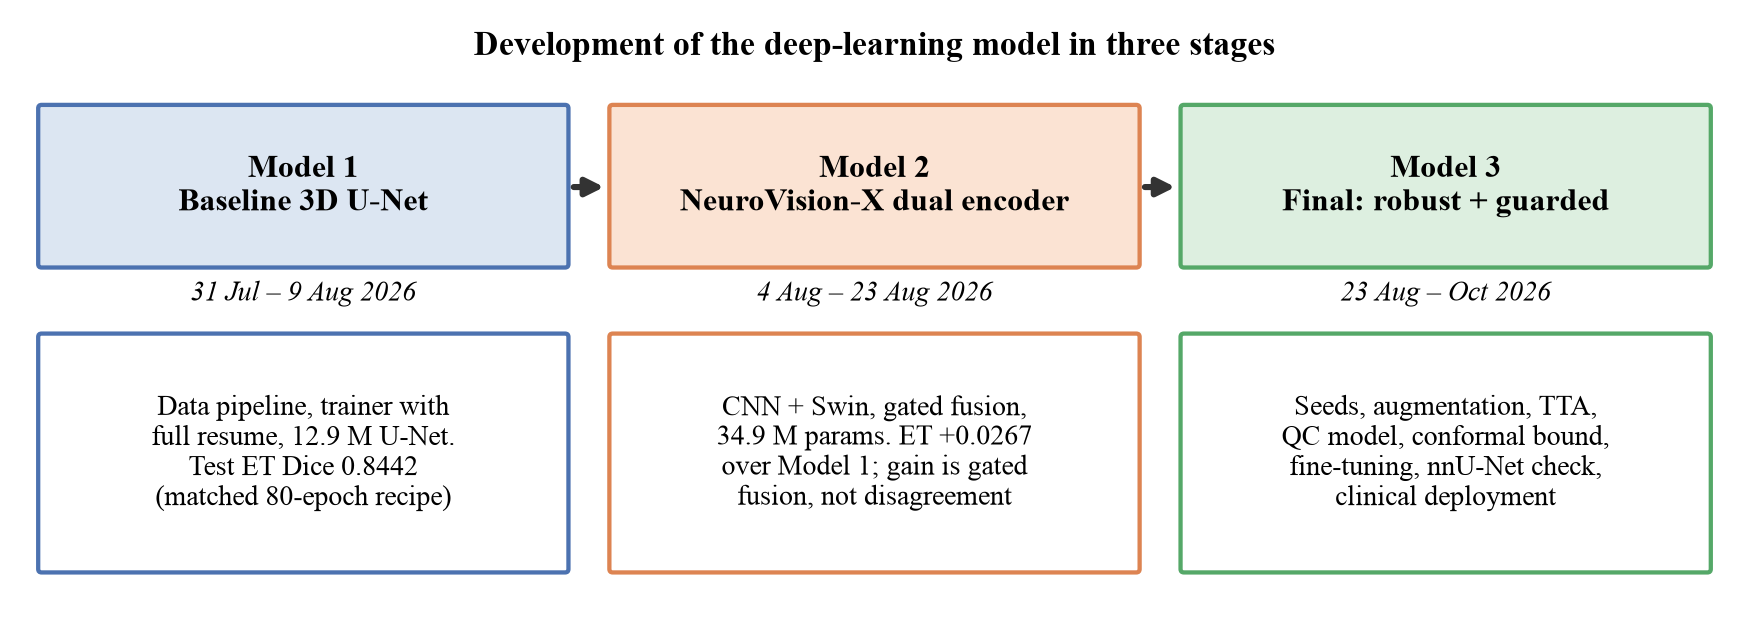 Development of the deep-learning model in three stages
Model 1
Baseline 3D U-Net
31 Jul – 9 Aug 2026
Data pipeline, trainer with
full resume, 12.9 M U-Net.
Test ET Dice 0.8442
(matched 80-epoch recipe)
Model 2
NeuroVision-X dual encoder
4 Aug – 23 Aug 2026
CNN + Swin, gated fusion,
34.9 M params. ET +0.0267
over Model 1; gain is gated
fusion, not disagreement
Model 3
Final: robust + guarded
23 Aug – Oct 2026
Seeds, augmentation, TTA,
QC model, conformal bound,
fine-tuning, nnU-Net check,
clinical deployment